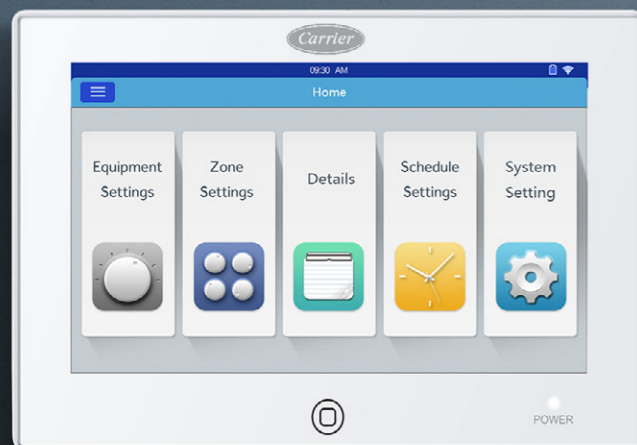 Carrier
09:30 AM
Home
Equipment
Settings
Zone
Settings
Details
Schedule
Settings
System
Setting
POWER